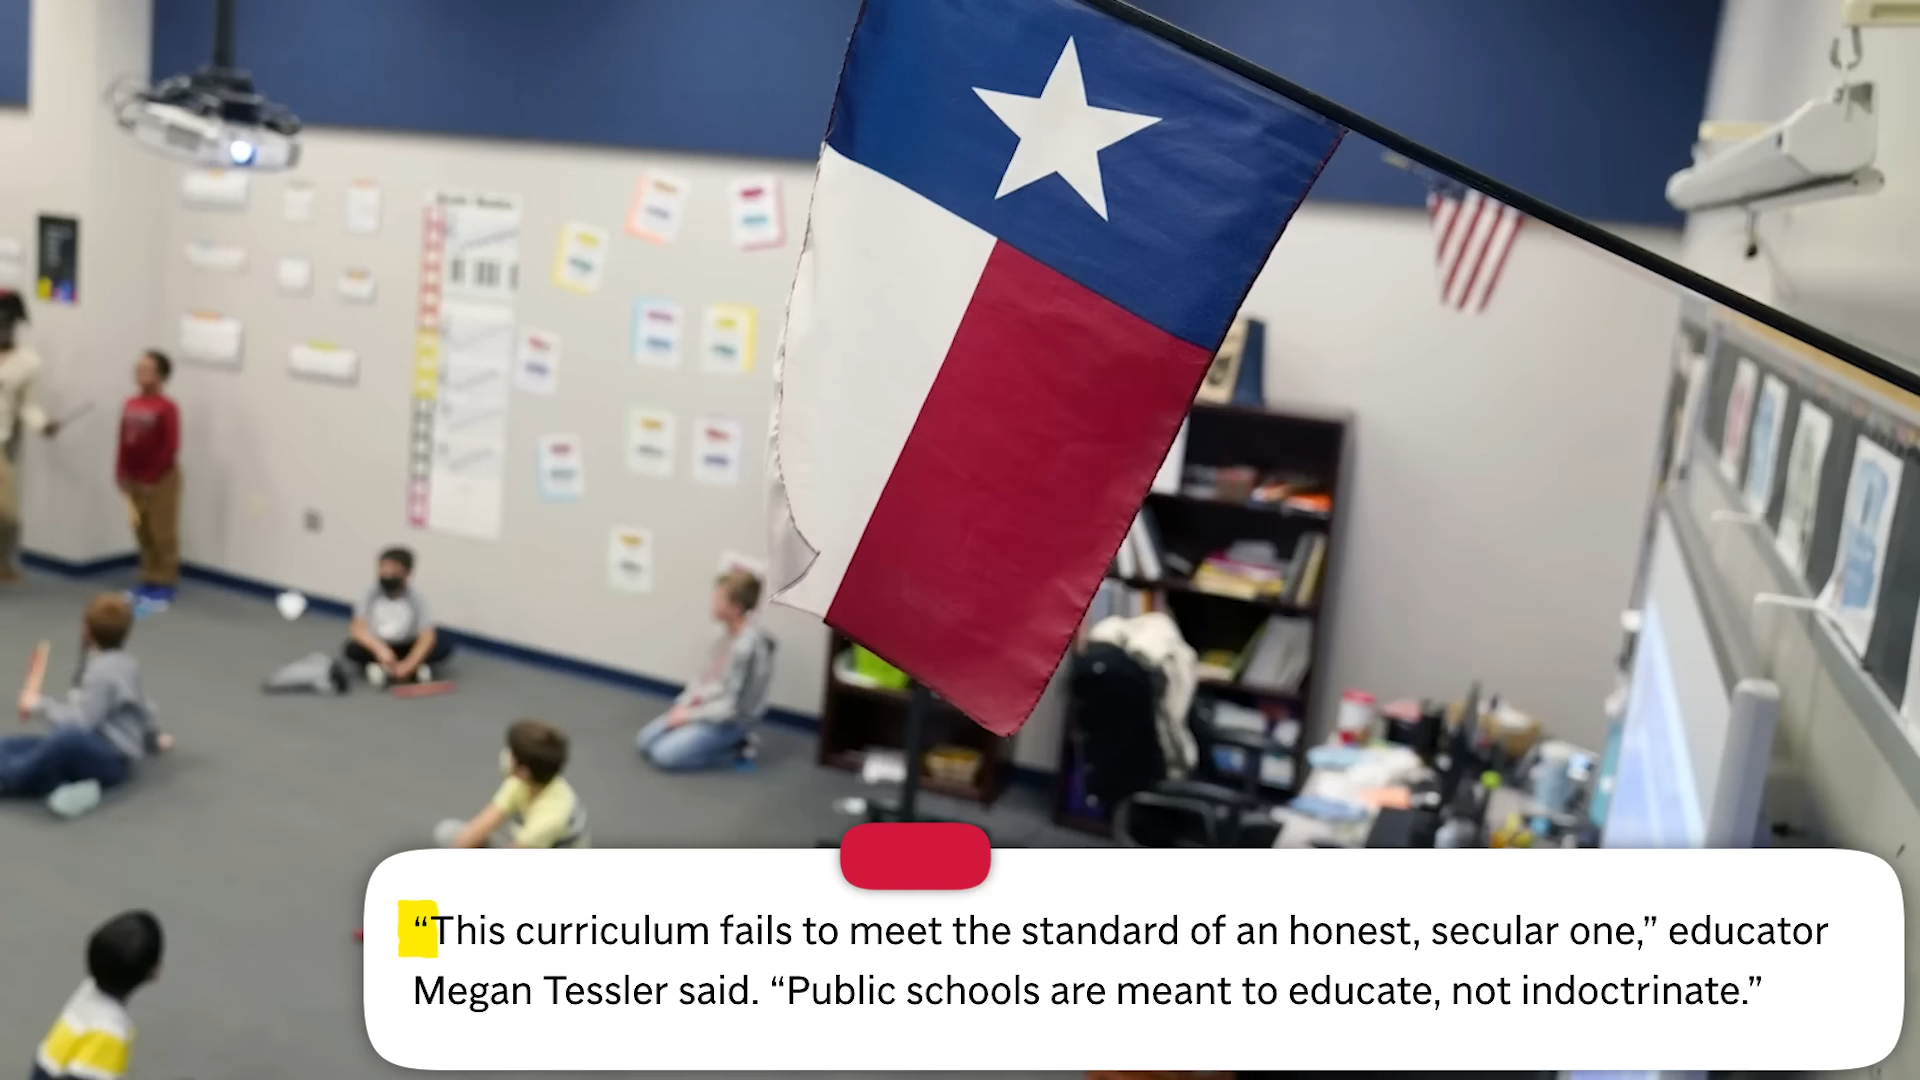 “This curriculum fails to meet the standard of an honest, secular one,” educator
Megan Tessler said. “Public schools are meant to educate, not indoctrinate.”